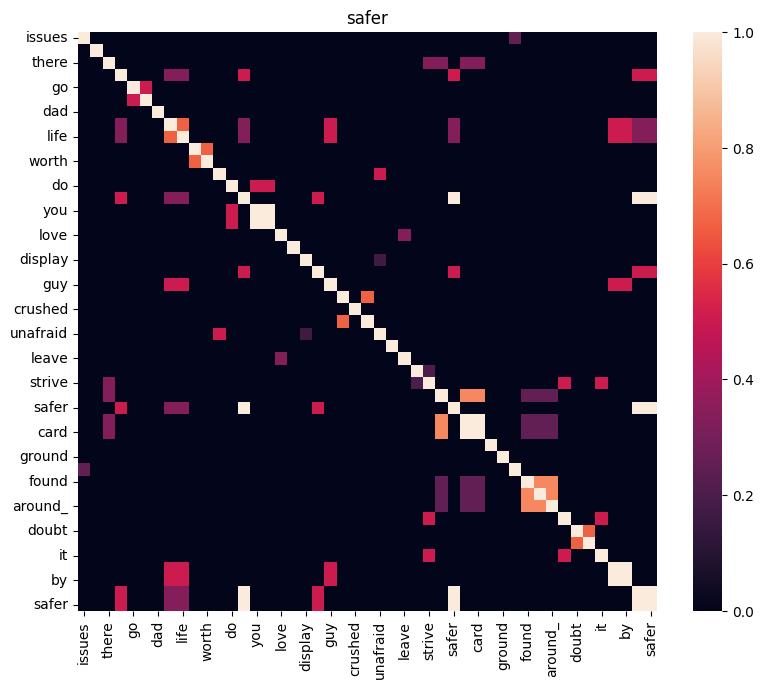 safer
issues
there
go
dad
life
worth
do
you
love
display
guy
crushed
unafraid
leave
strive
safer
card
ground
found
around_
doubt
it
by
safer
issues
there
go
dad
life
worth
do
you
love
display
guy
crushed
unafraid
leave
strive
safer
card
ground
found
around_
doubt
it
by
safer
1.0
0.8
0.6
0.4
0.2
0.0